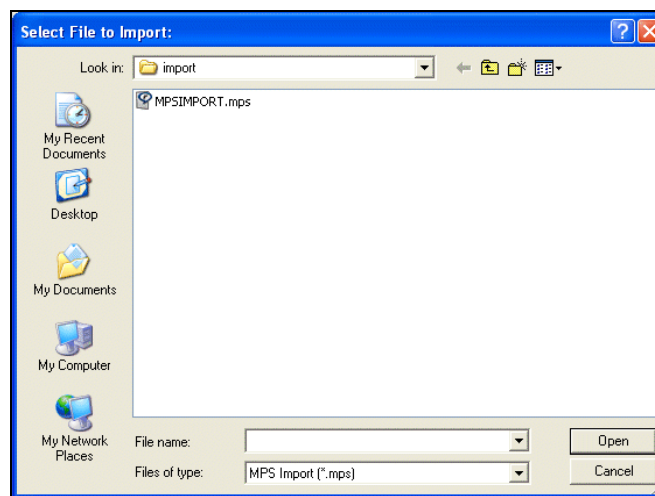 Select File to Import:
Look in: import
MPSIMPORT.mps
My Recent
Documents
Desktop
My Documents
My Computer
My Network
Places
File name:
Open
Files of type: MPS Import (*.mps)
Cancel